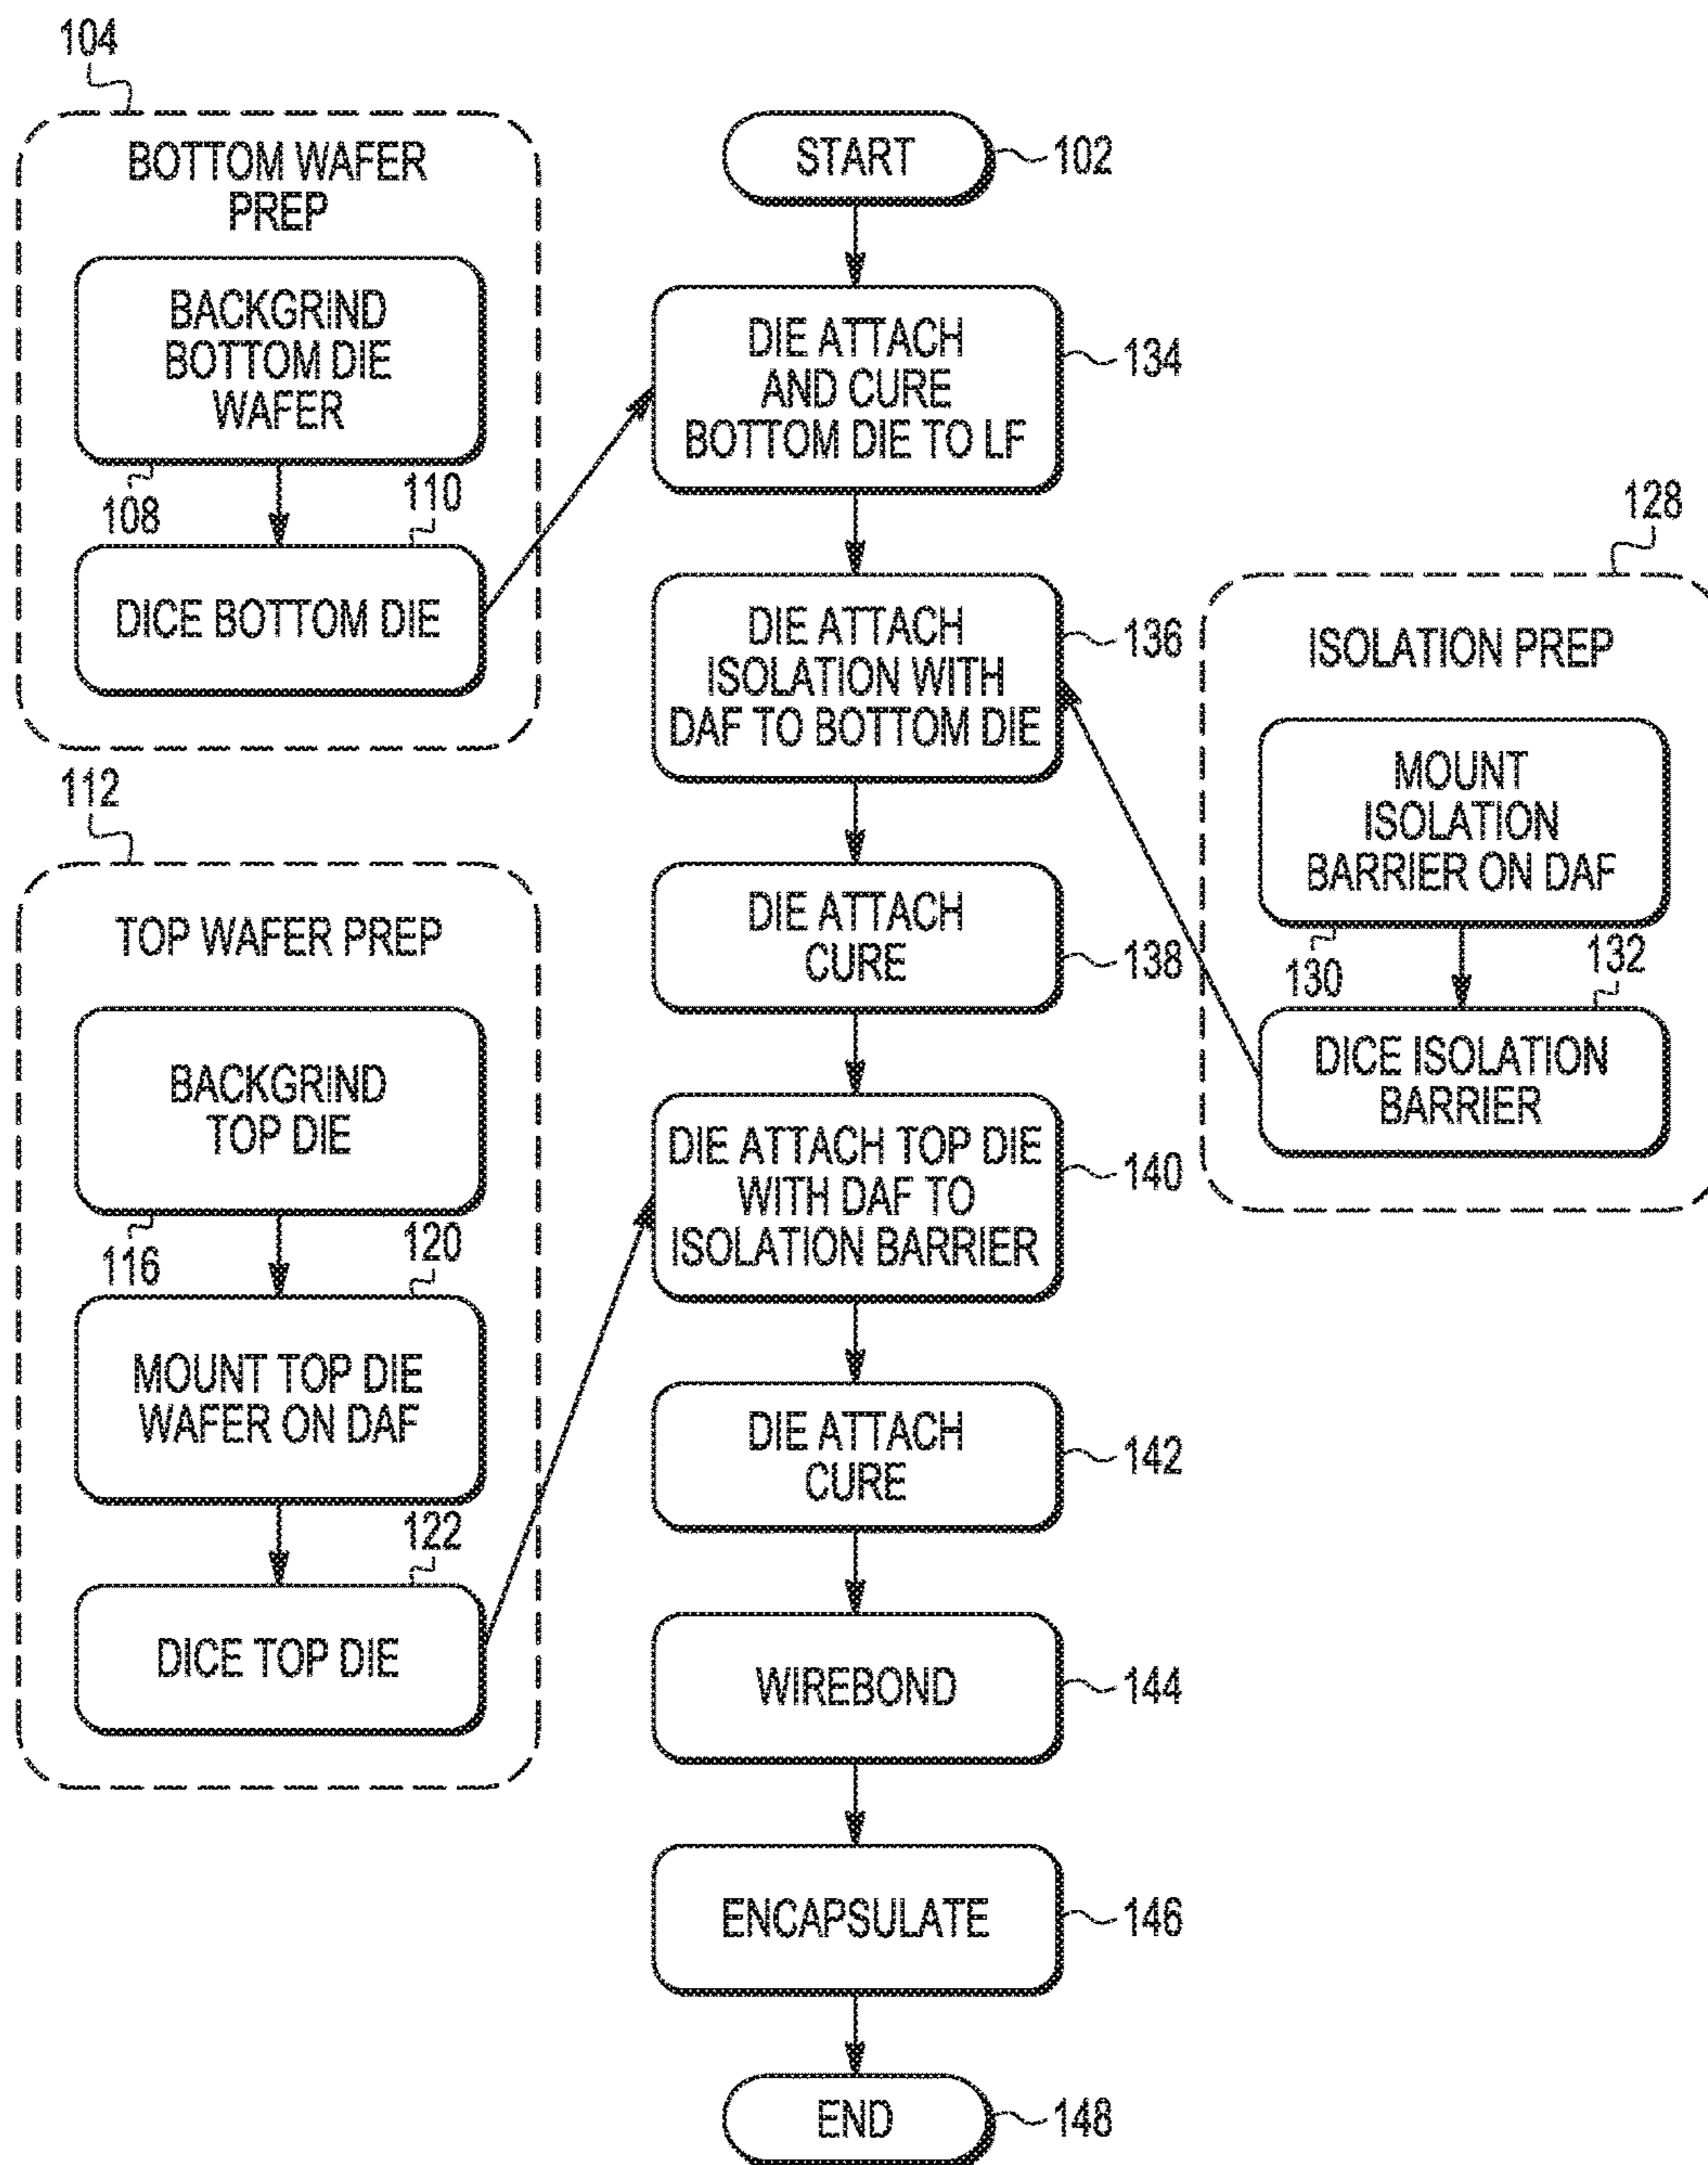 104
BOTTOM WAFER
PREP
BACKGRIND
BOTTOM DIE
WAFER
108
110
DICE BOTTOM DIE
112
TOP WAFER PREP
BACKGRIND
TOP DIE
116
120
MOUNT TOP DIE
WAFER ON DAF
122
DICE TOP DIE
START
102
DIE ATTACH
AND CURE
BOTTOM DIE TO LF
134
DIE ATTACH
ISOLATION WITH
DAF TO BOTTOM DIE
136
DIE ATTACH
CURE
138
DIE ATTACH TOP DIE
WITH DAF TO
ISOLATION BARRIER
140
DIE ATTACH
CURE
142
WIREBOND
144
ENCAPSULATE
146
END
148
128
ISOLATION PREP
MOUNT
ISOLATION
BARRIER ON DAF
130
132
DICE ISOLATION
BARRIER